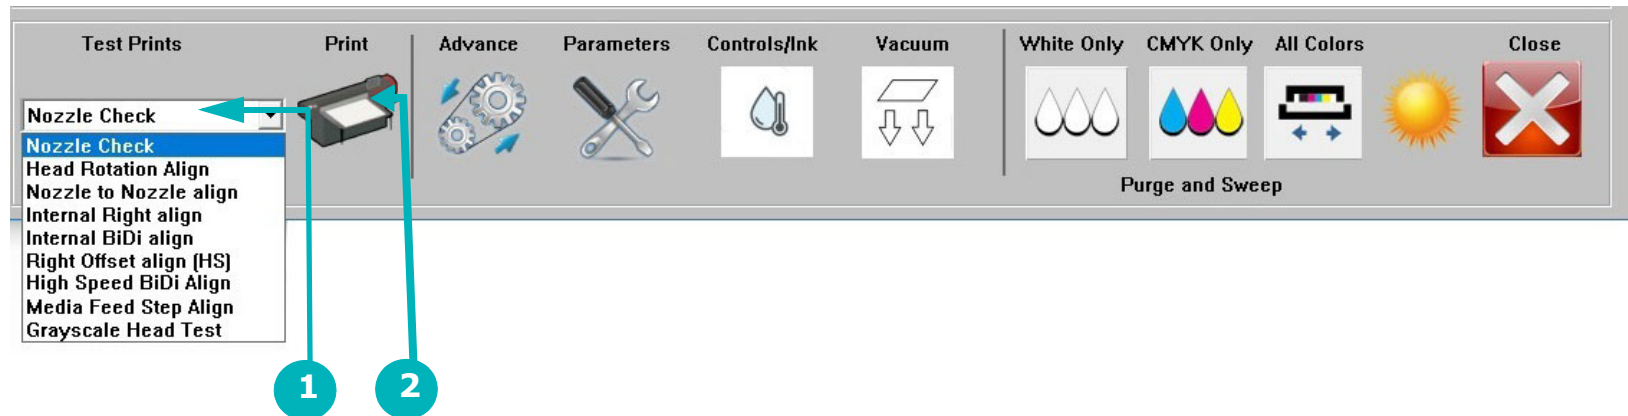 Test Prints
Print
Advance
Parameters
Controls/Ink
Vacuum
White Only
CMYK Only
All Colors
Close
Nozzle Check
Nozzle Check
Head Rotation Align
Nozzle to Nozzle align
Internal Right align
Internal BiDi align
Right Offset align (HS)
High Speed BiDi Align
Media Feed Step Align
Grayscale Head Test
Purge and Sweep
1
2